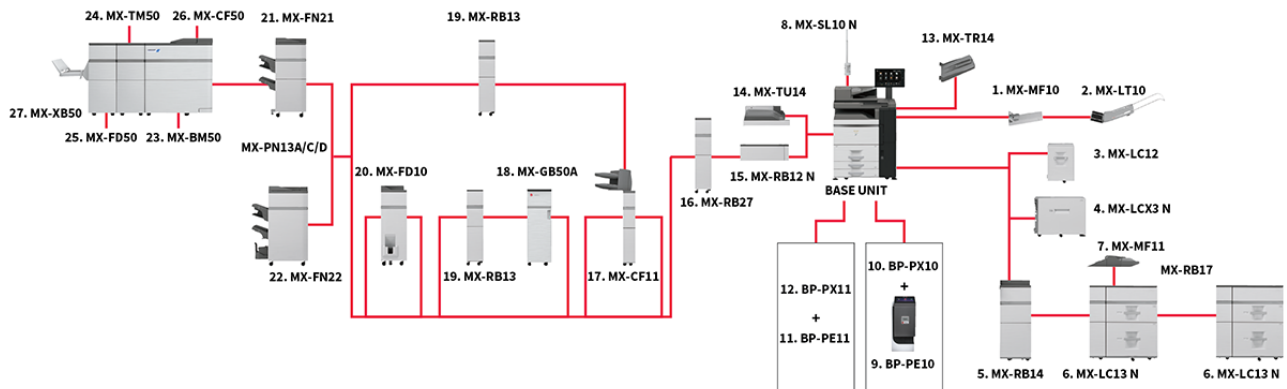 24. MX-TM50
26. MX-CF50
21. MX-FN21
19. MX-RB13
8. MX-SL10 N
13. MX-TR14
14. MX-TU14
1. MX-MF10
2. MX-LT10
27. MX-XB50
25. MX-FD50
23. MX-BM50
MX-PN13A/C/D
3. MX-LC12
20. MX-FD10
18. MX-GB50A
15. MX-RB12 N
BASE UNIT
16. MX-RB27
4. MX-LCX3 N
22. MX-FN22
19. MX-RB13
17. MX-CF11
7. MX-MF11
MX-RB17
12. BP-PX11
+
11. BP-PE11
10. BP-PX10
+
9. BP-PE10
5. MX-RB14
6. MX-LC13 N
6. MX-LC13 N